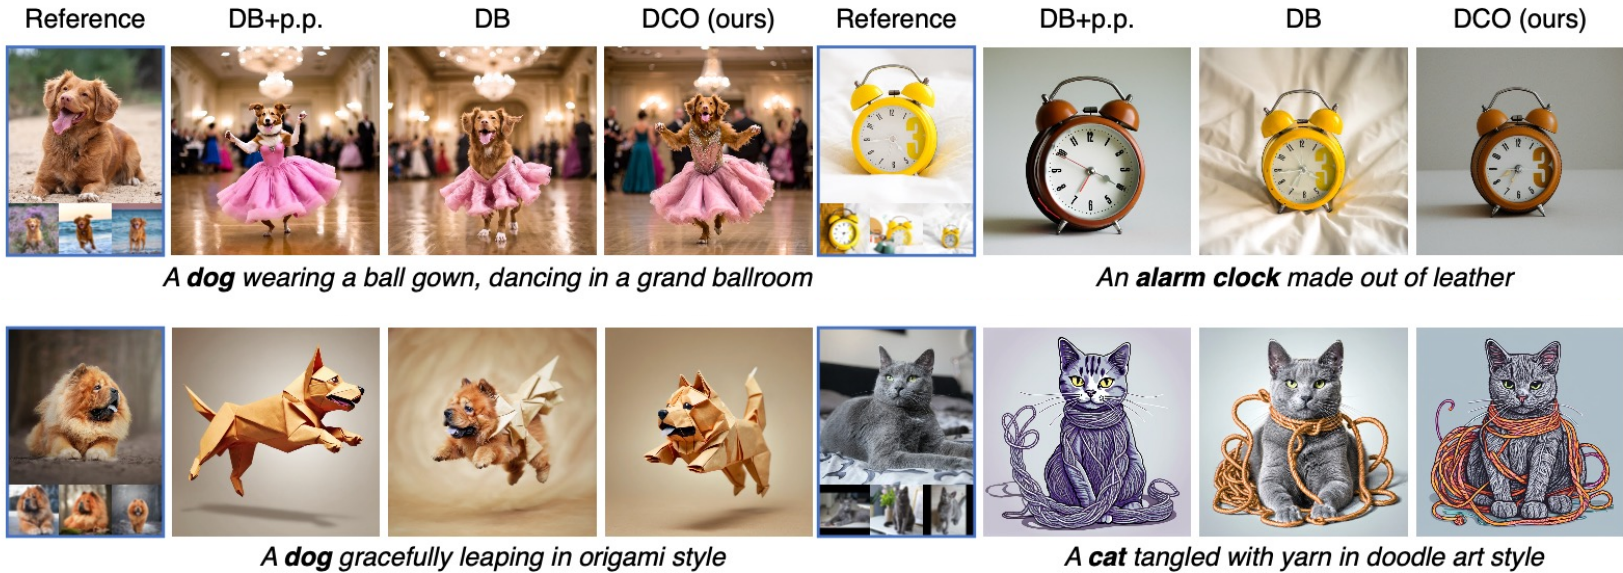 Reference DB+p.p. DB DCO (ours) Reference DB+p.p. DB DCO (ours)
A dog wearing a ball gown, dancing in a grand ballroom
An alarm clock made out of leather
A dog gracefully leaping in origami style
A cat tangled with yarn in doodle art style